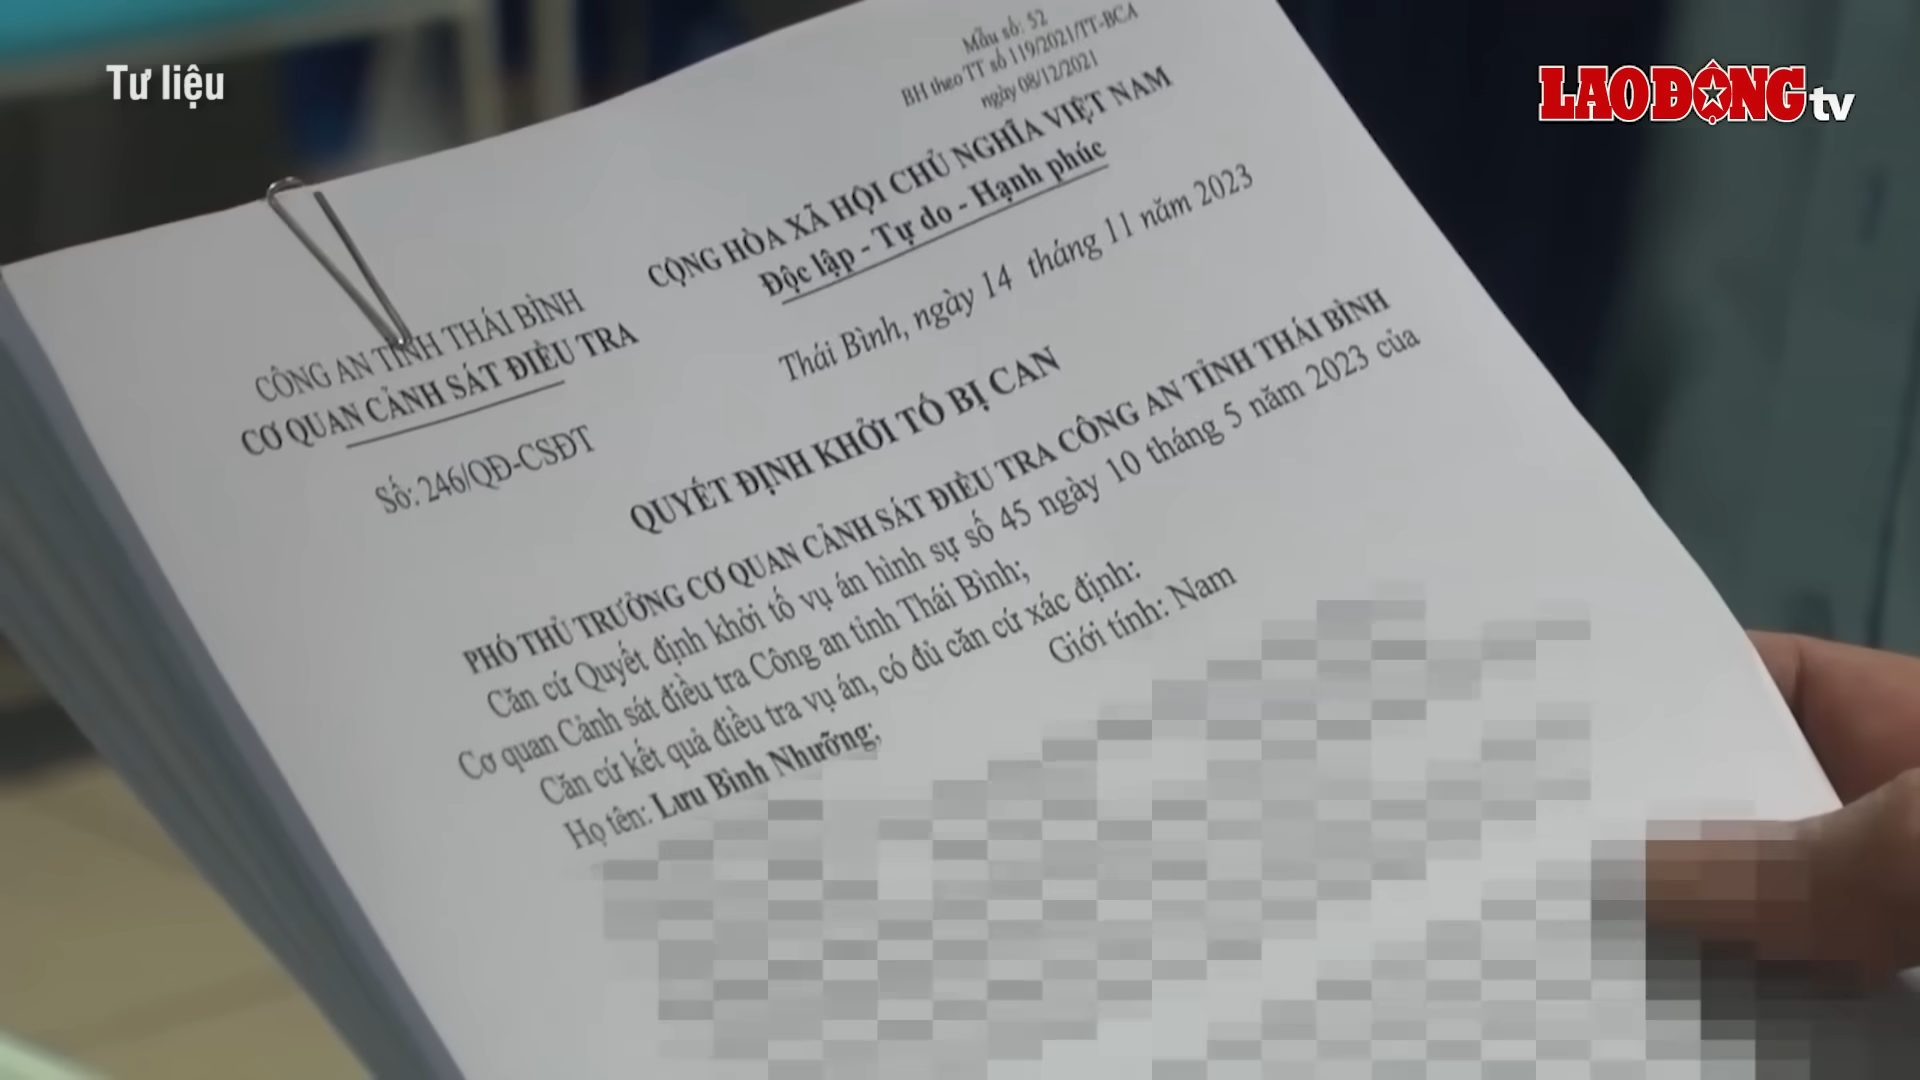 Tư liệu
LAO ĐỘNG tv
Mẫu số: 52
BH theo TT số 119/2021/TT-BCA
ngày 08/12/2021
CÔNG AN TỈNH THÁI BÌNH
CƠ QUAN CẢNH SÁT ĐIỀU TRA
Số: 246/QĐ-CSĐT
CỘNG HÒA XÃ HỘI CHỦ NGHĨA VIỆT NAM
Độc lập - Tự do - Hạnh phúc
Thái Bình, ngày 14 tháng 11 năm 2023
QUYẾT ĐỊNH KHỞI TỐ BỊ CAN
PHÓ THỦ TRƯỞNG CƠ QUAN CẢNH SÁT ĐIỀU TRA CÔNG AN TỈNH THÁI BÌNH
Căn cứ Quyết định khởi tố vụ án hình sự số 45 ngày 10 tháng 5 năm 2023 của
Cơ quan Cảnh sát điều tra Công an tỉnh Thái Bình;
Căn cứ kết quả điều tra vụ án, có đủ căn cứ xác định:
Họ tên: Lưu Bình Nhưỡng; Giới tính: Nam